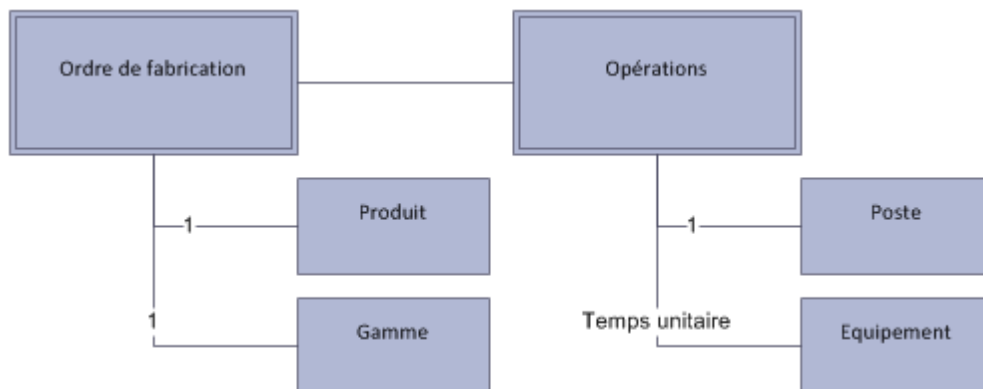 Ordre de fabrication
Opérations
1
Produit
1
Poste
1
Gamme
Temps unitaire
Equipement